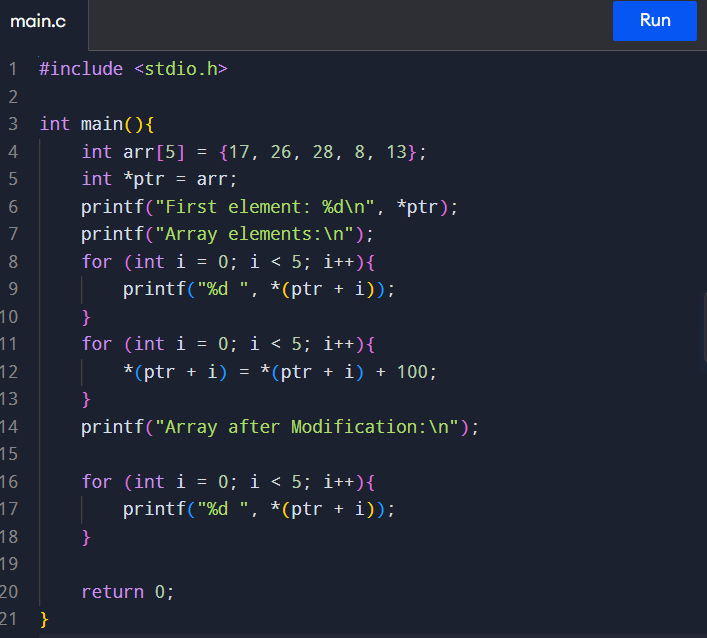 main.c
Run
1 #include <stdio.h>
2
3 int main(){
4     int arr[5] = {17, 26, 28, 8, 13};
5     int *ptr = arr;
6     printf("First element: %d\n", *ptr);
7     printf("Array elements:\n");
8     for (int i = 0; i < 5; i++){
9         printf("%d ", *(ptr + i));
10     }
11     for (int i = 0; i < 5; i++){
12         *(ptr + i) = *(ptr + i) + 100;
13     }
14     printf("Array after Modification:\n");
15
16     for (int i = 0; i < 5; i++){
17         printf("%d ", *(ptr + i));
18     }
19
20     return 0;
21 }